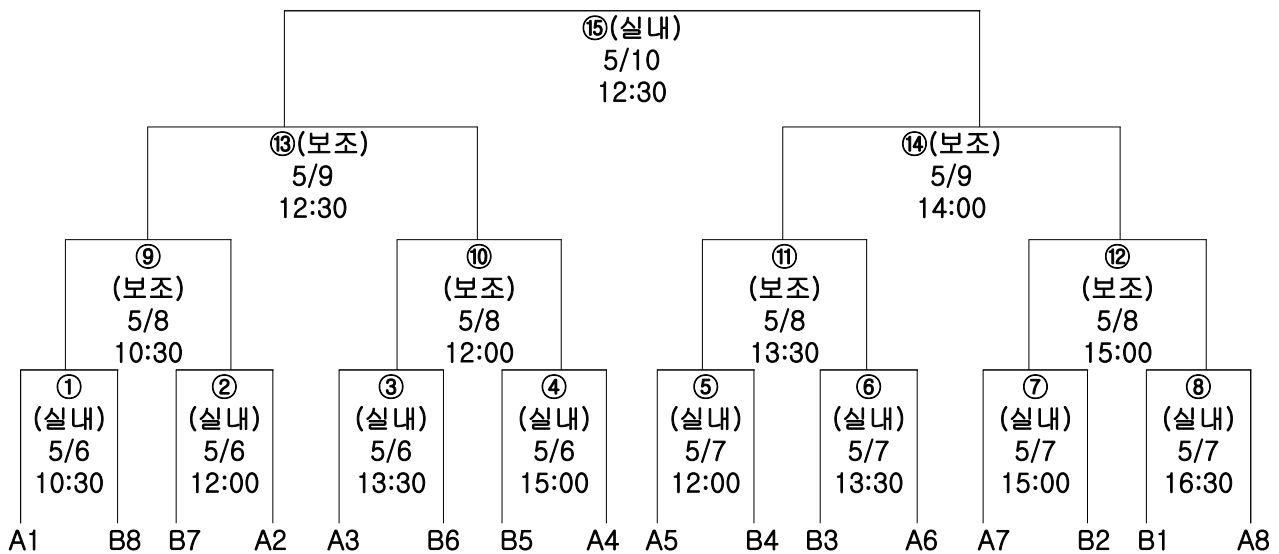 ⑮(실내)
5/10
12:30
⑬(보조)
5/9
12:30
⑭(보조)
5/9
14:00
⑨
(보조)
5/8
10:30
⑩
(보조)
5/8
12:00
⑪
(보조)
5/8
13:30
⑫
(보조)
5/8
15:00
①
(실내)
5/6
10:30
②
(실내)
5/6
12:00
③
(실내)
5/6
13:30
④
(실내)
5/6
15:00
⑤
(실내)
5/7
12:00
⑥
(실내)
5/7
13:30
⑦
(실내)
5/7
15:00
⑧
(실내)
5/7
16:30
A1 B8 B7 A2 A3 B6 B5 A4 A5 B4 B3 A6 A7 B2 B1 A8